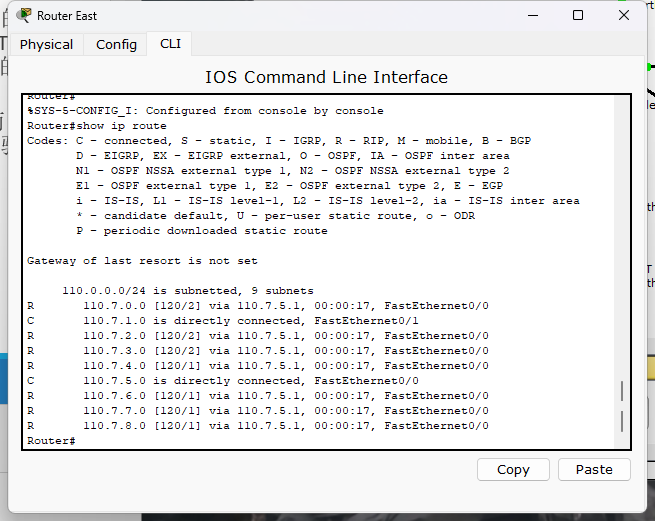 Router East
Physical Config CLI
IOS Command Line Interface
Router#
%SYS-5-CONFIG_I: Configured from console by console
Router#show ip route
Codes: C - connected, S - static, I - IGRP, R - RIP, M - mobile, B - BGP
D - EIGRP, EX - EIGRP external, O - OSPF, IA - OSPF inter area
N1 - OSPF NSSA external type 1, N2 - OSPF NSSA external type 2
E1 - OSPF external type 1, E2 - OSPF external type 2, E - EGP
i - IS-IS, L1 - IS-IS level-1, L2 - IS-IS level-2, ia - IS-IS inter area
* - candidate default, U - per-user static route, o - ODR
P - periodic downloaded static route
Gateway of last resort is not set
110.0.0.0/24 is subnetted, 9 subnets
R 110.7.0.0 [120/2] via 110.7.5.1, 00:00:17, FastEthernet0/0
C 110.7.1.0 is directly connected, FastEthernet0/1
R 110.7.2.0 [120/2] via 110.7.5.1, 00:00:17, FastEthernet0/0
R 110.7.3.0 [120/2] via 110.7.5.1, 00:00:17, FastEthernet0/0
R 110.7.4.0 [120/1] via 110.7.5.1, 00:00:17, FastEthernet0/0
C 110.7.5.0 is directly connected, FastEthernet0/0
R 110.7.6.0 [120/1] via 110.7.5.1, 00:00:17, FastEthernet0/0
R 110.7.7.0 [120/1] via 110.7.5.1, 00:00:17, FastEthernet0/0
R 110.7.8.0 [120/1] via 110.7.5.1, 00:00:17, FastEthernet0/0
Router#
Copy Paste